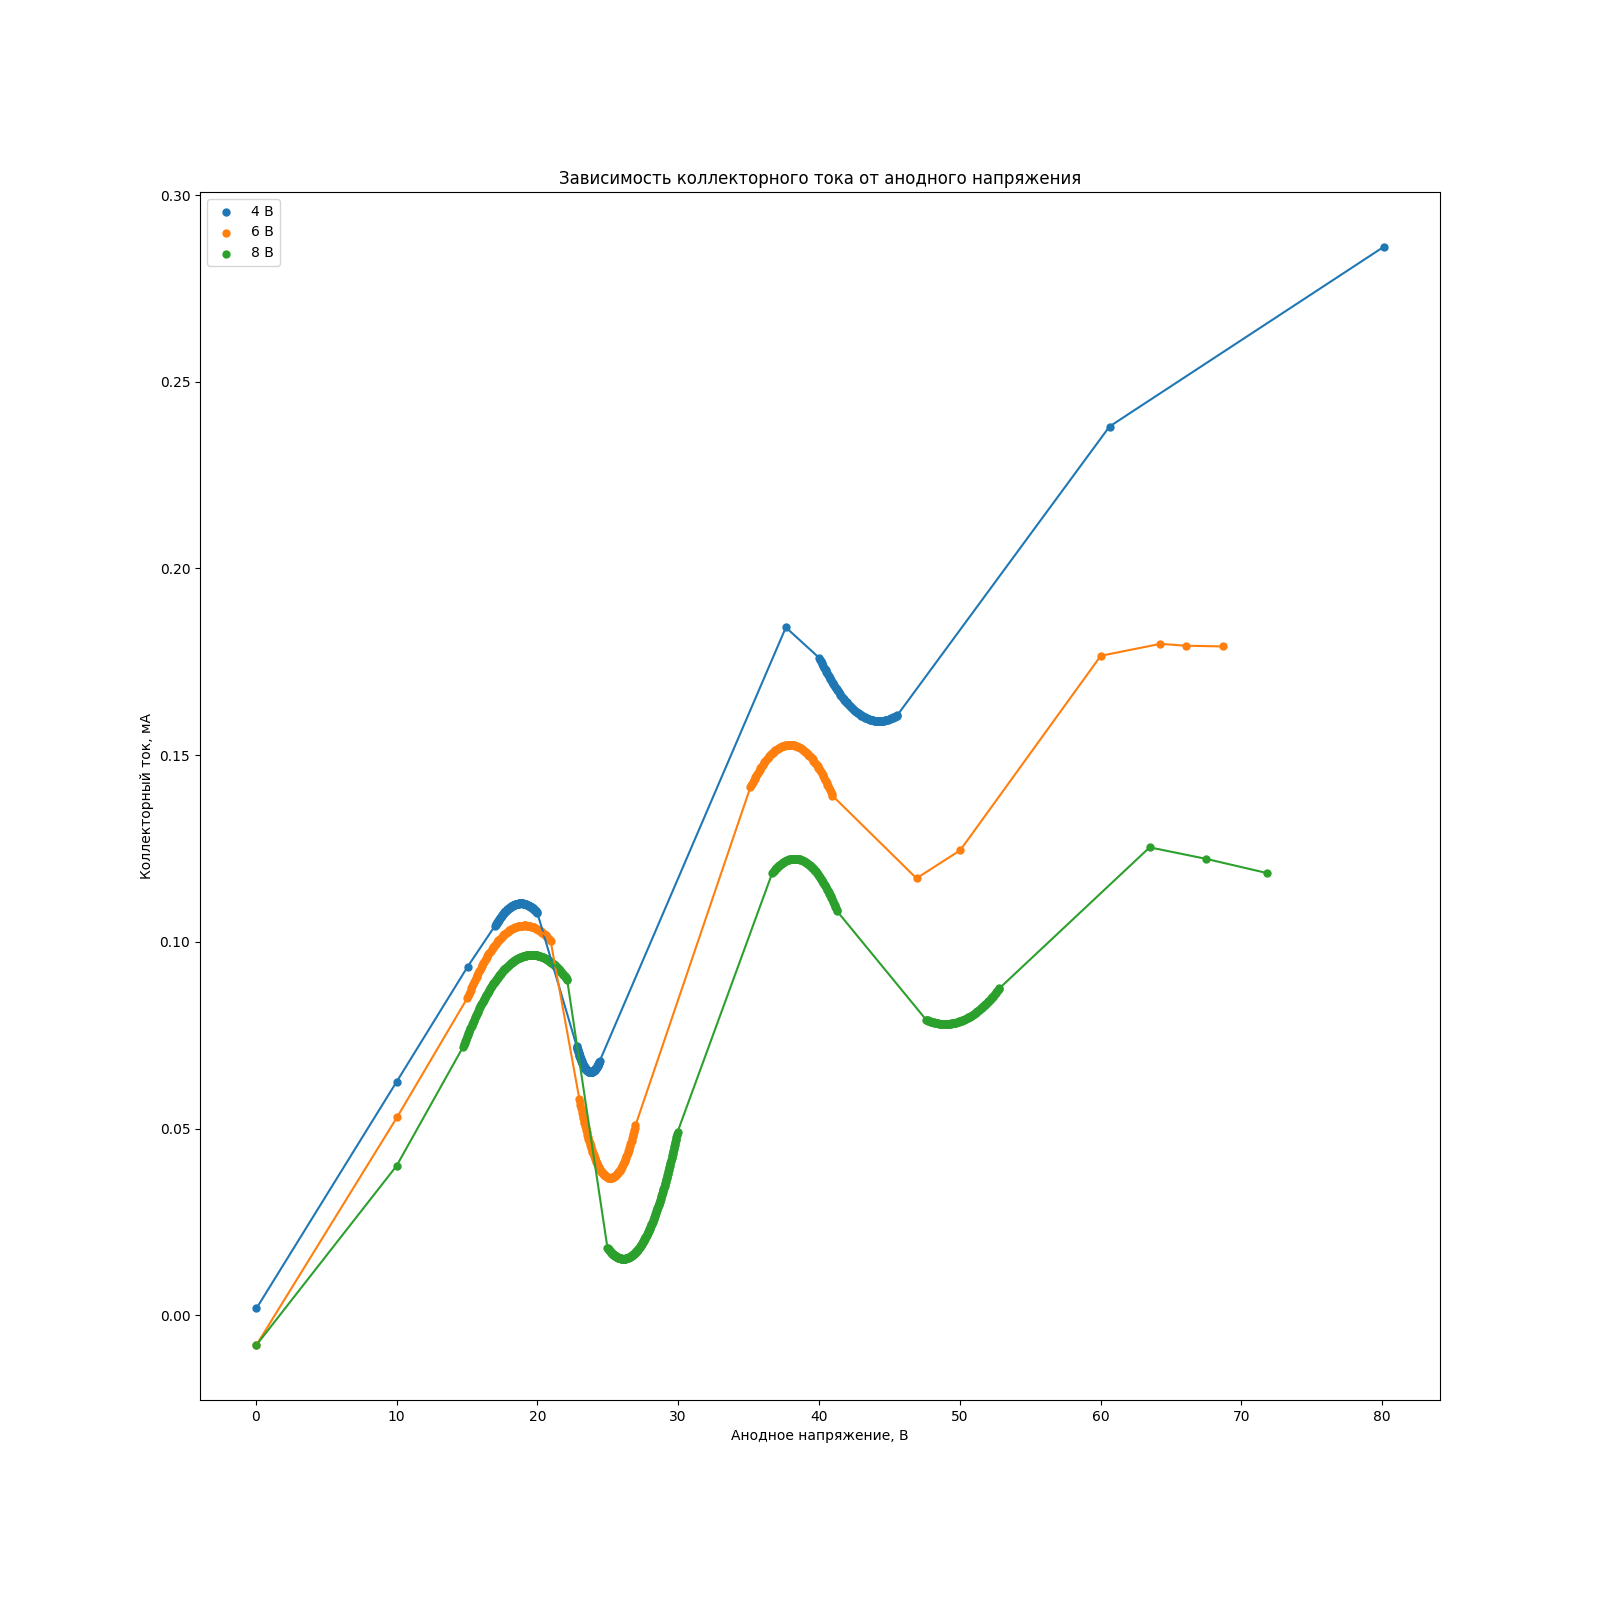 Зависимость коллекторного тока от анодного напряжения
4 В
6 В
8 В
0.30
0.25
0.20
0.15
0.10
0.05
0.00
Коллекторный ток, мА
0 10 20 30 40 50 60 70 80
Анодное напряжение, В